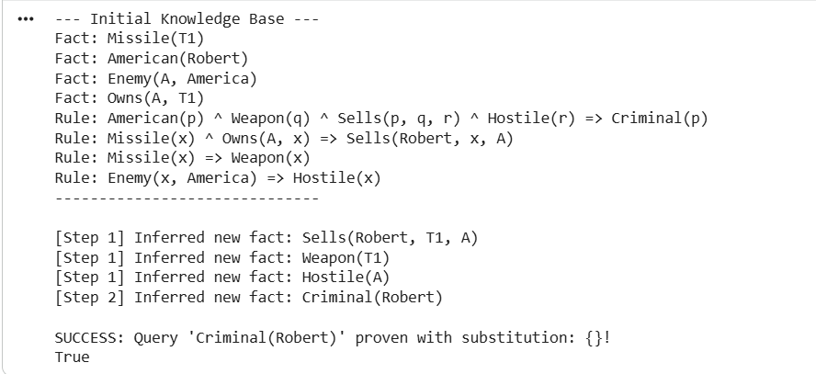 ••• --- Initial Knowledge Base ---
Fact: Missile(T1)
Fact: American(Robert)
Fact: Enemy(A, America)
Fact: Owns(A, T1)
Rule: American(p) ^ Weapon(q) ^ Sells(p, q, r) ^ Hostile(r) => Criminal(p)
Rule: Missile(x) ^ Owns(A, x) => Sells(Robert, x, A)
Rule: Missile(x) => Weapon(x)
Rule: Enemy(x, America) => Hostile(x)
------------------------------
[Step 1] Inferred new fact: Sells(Robert, T1, A)
[Step 1] Inferred new fact: Weapon(T1)
[Step 1] Inferred new fact: Hostile(A)
[Step 2] Inferred new fact: Criminal(Robert)
SUCCESS: Query 'Criminal(Robert)' proven with substitution: {}!
True